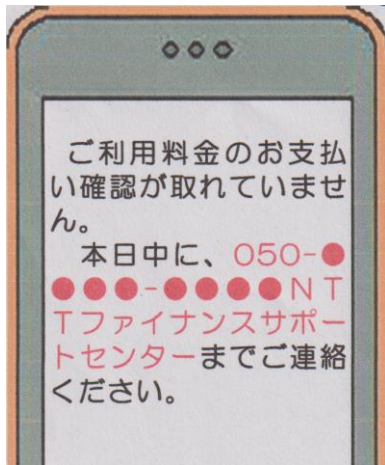 ご利用料金のお支払
い確認が取れていませ
ん。
本日中に、050-●
●●●-●●●●NT
Tファイナンスサポー
トセンターまでご連絡
ください。